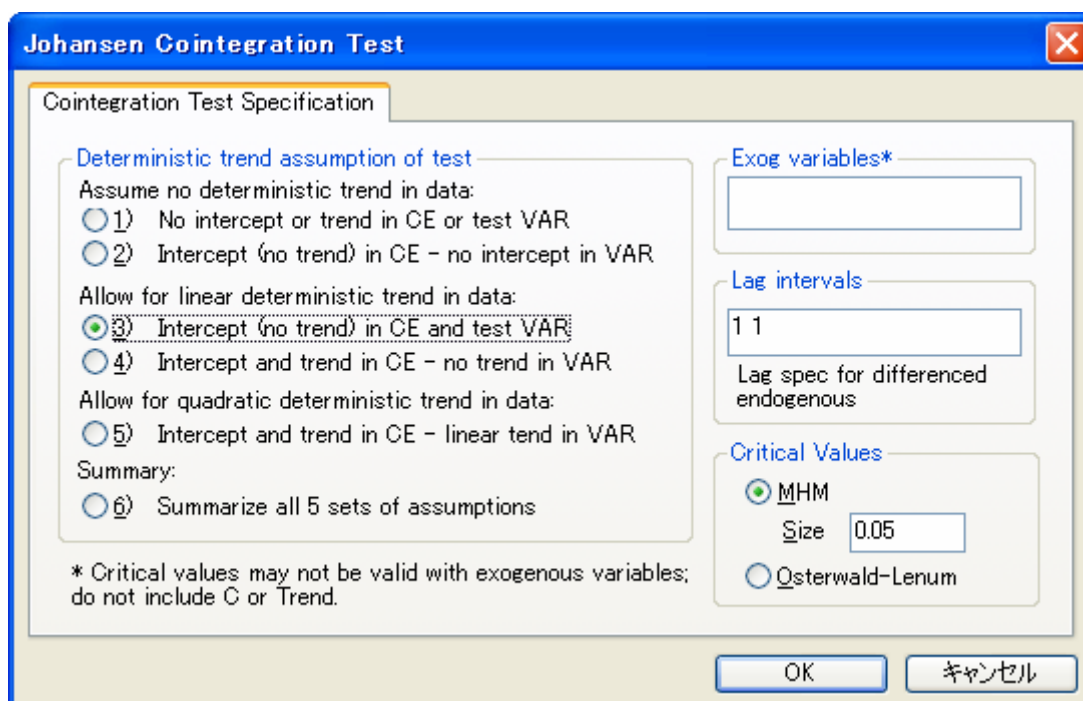 Johansen Cointegration Test
Cointegration Test Specification
Deterministic trend assumption of test
Assume no deterministic trend in data:
1) No intercept or trend in CE or test VAR
2) Intercept (no trend) in CE - no intercept in VAR
Allow for linear deterministic trend in data:
3) Intercept (no trend) in CE and test VAR
4) Intercept and trend in CE - no trend in VAR
Allow for quadratic deterministic trend in data:
5) Intercept and trend in CE - linear tend in VAR
Summary:
6) Summarize all 5 sets of assumptions
* Critical values may not be valid with exogenous variables;
do not include C or Trend.
Exog variables*
Lag intervals
1 1
Lag spec for differenced
endogenous
Critical Values
MHM
Size 0.05
Osterwald-Lenum
OK
キャンセル